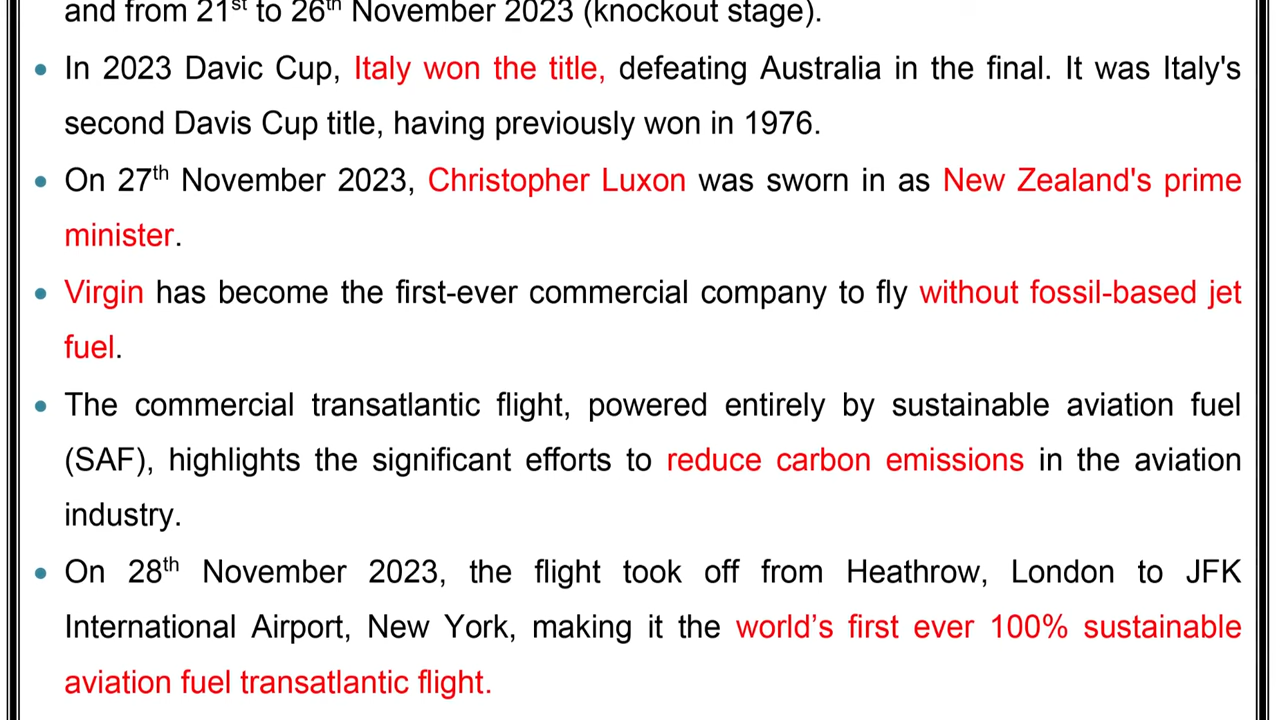 and from 21st to 26th November 2023 (knockout stage).
• In 2023 Davic Cup, Italy won the title, defeating Australia in the final. It was Italy's
second Davis Cup title, having previously won in 1976.
• On 27th November 2023, Christopher Luxon was sworn in as New Zealand's prime
minister.
• Virgin has become the first-ever commercial company to fly without fossil-based jet
fuel.
• The commercial transatlantic flight, powered entirely by sustainable aviation fuel
(SAF), highlights the significant efforts to reduce carbon emissions in the aviation
industry.
• On 28th November 2023, the flight took off from Heathrow, London to JFK
International Airport, New York, making it the world’s first ever 100% sustainable
aviation fuel transatlantic flight.